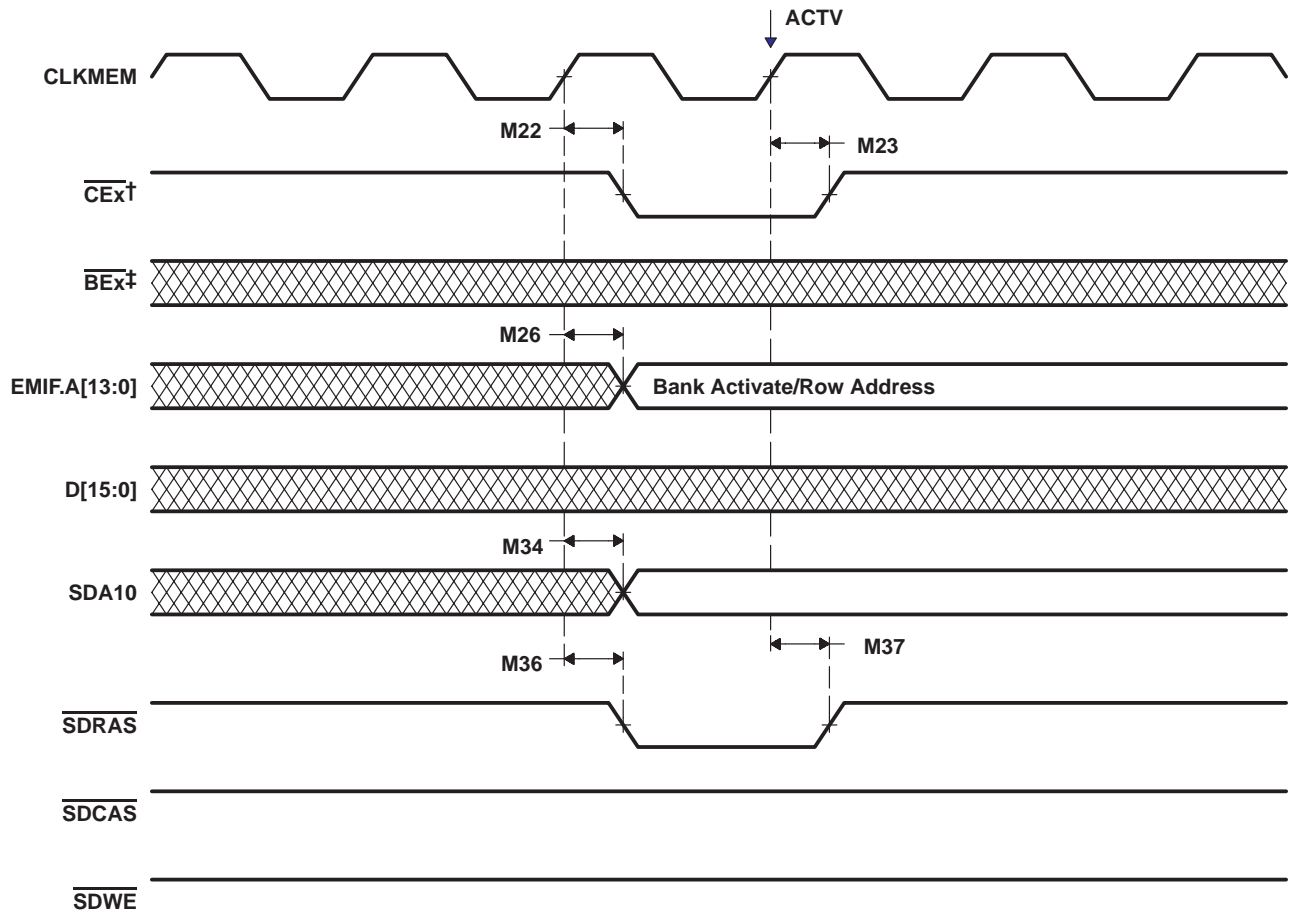 ACTV
CLKMEM
M22
M23
CEx†
BEx‡
M26
EMIF.A[13:0]
Bank Activate/Row Address
D[15:0]
M34
SDA10
M36
M37
SDRAS
SDCAS
SDWE